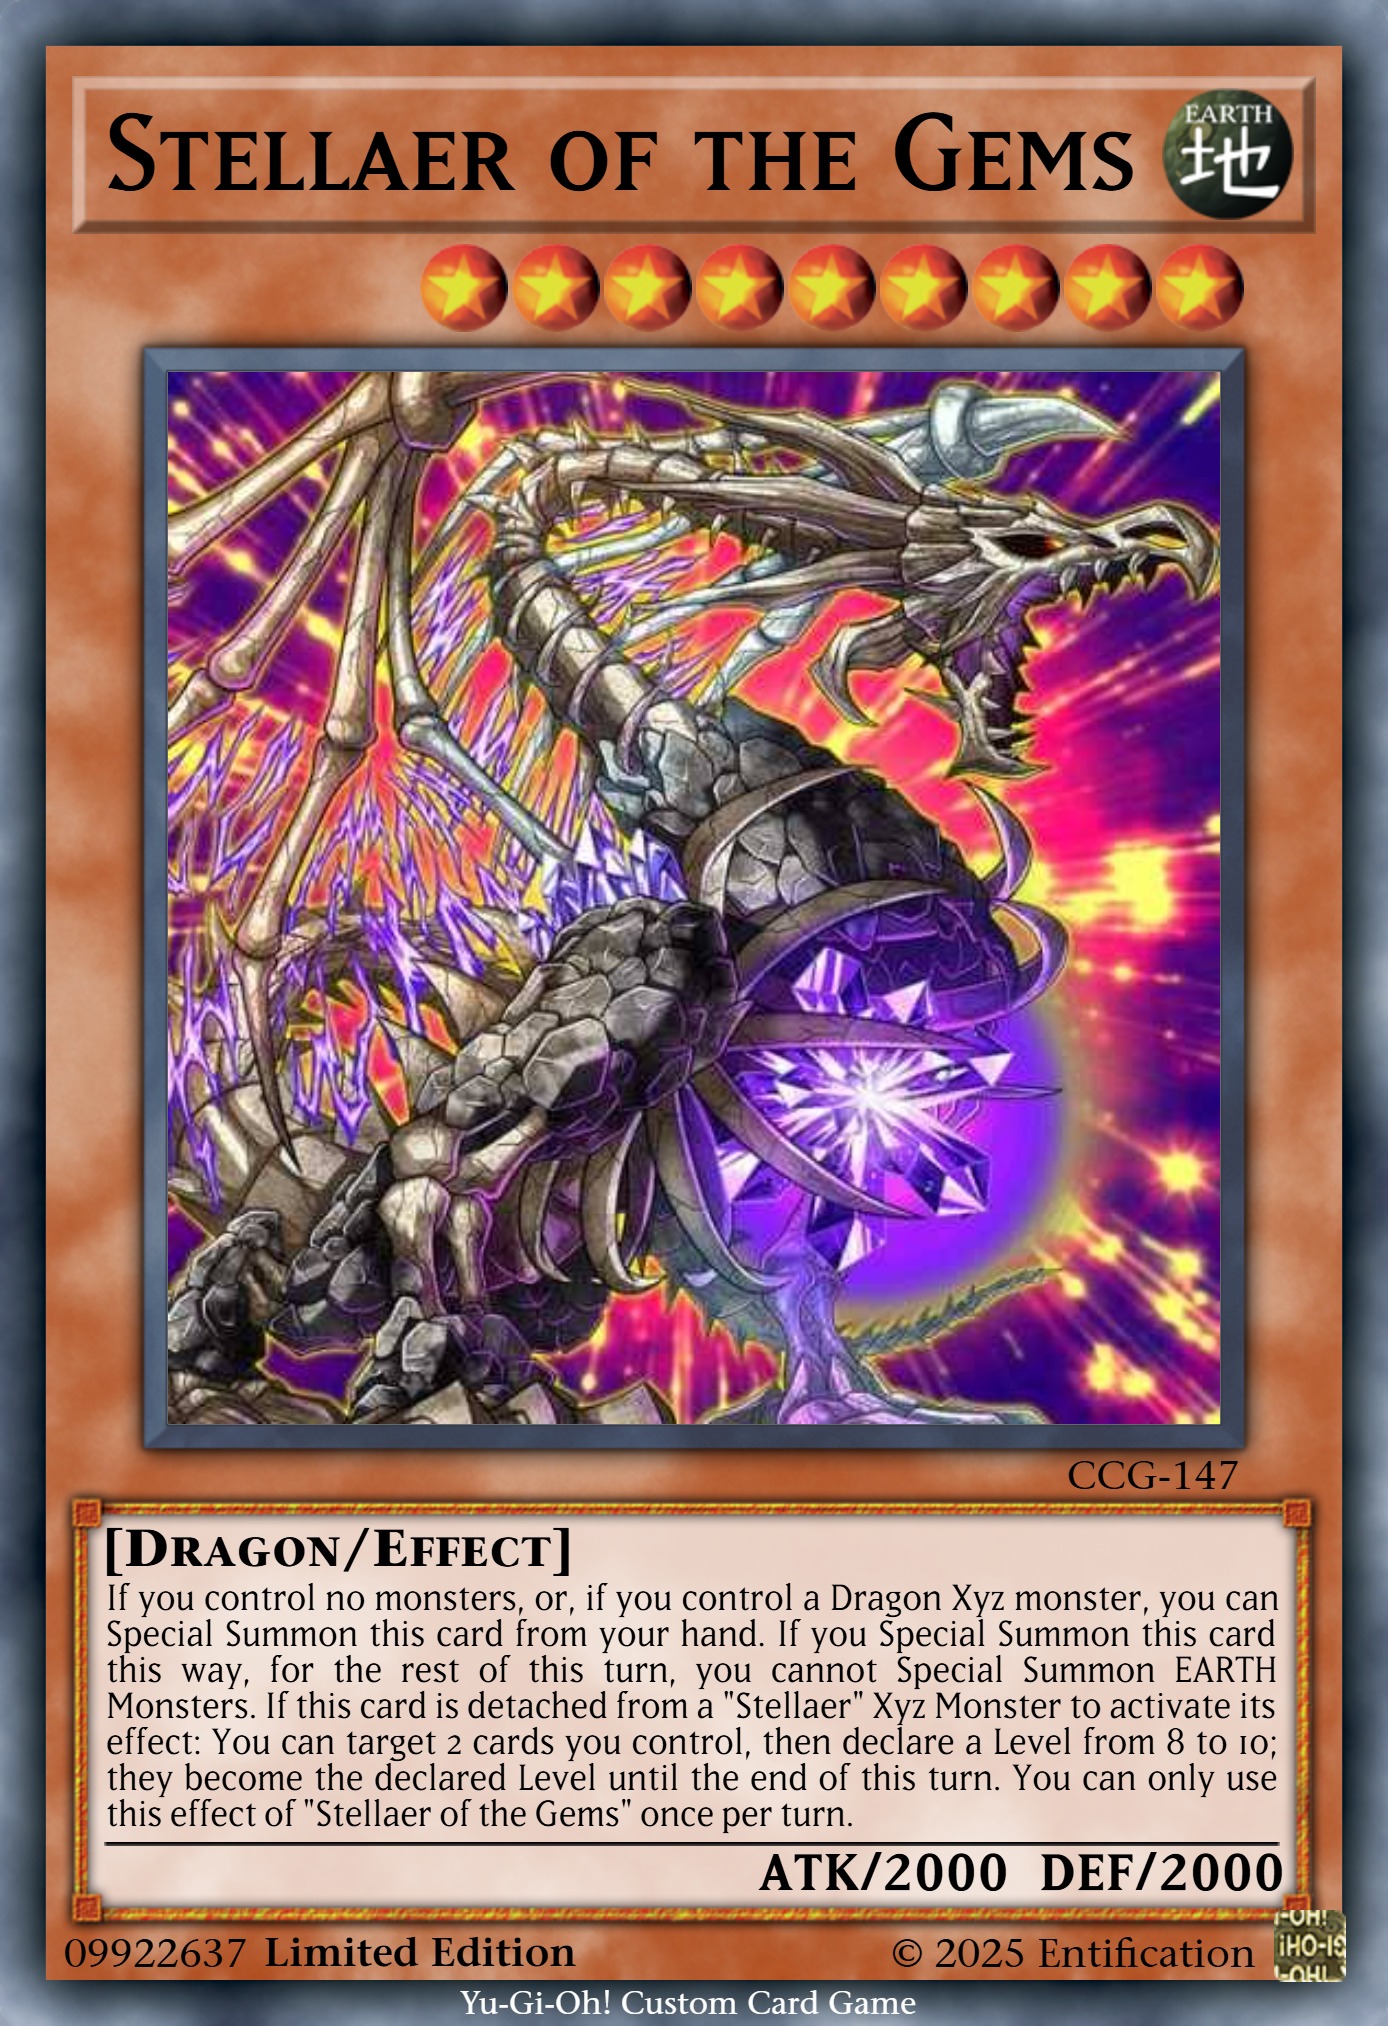 Stellaer of the Gems
EARTH
地
CCG-147
[Dragon/Effect]
If you control no monsters, or, if you control a Dragon Xyz monster, you can
Special Summon this card from your hand. If you Special Summon this card
this way, for the rest of this turn, you cannot Special Summon EARTH
Monsters. If this card is detached from a "Stellaer" Xyz Monster to activate its
effect: You can target 2 cards you control, then declare a Level from 8 to 10;
they become the declared Level until the end of this turn. You can only use
this effect of "Stellaer of the Gems" once per turn.
ATK/2000 DEF/2000
09922637 Limited Edition
© 2025 Entification
Yu-Gi-Oh! Custom Card Game